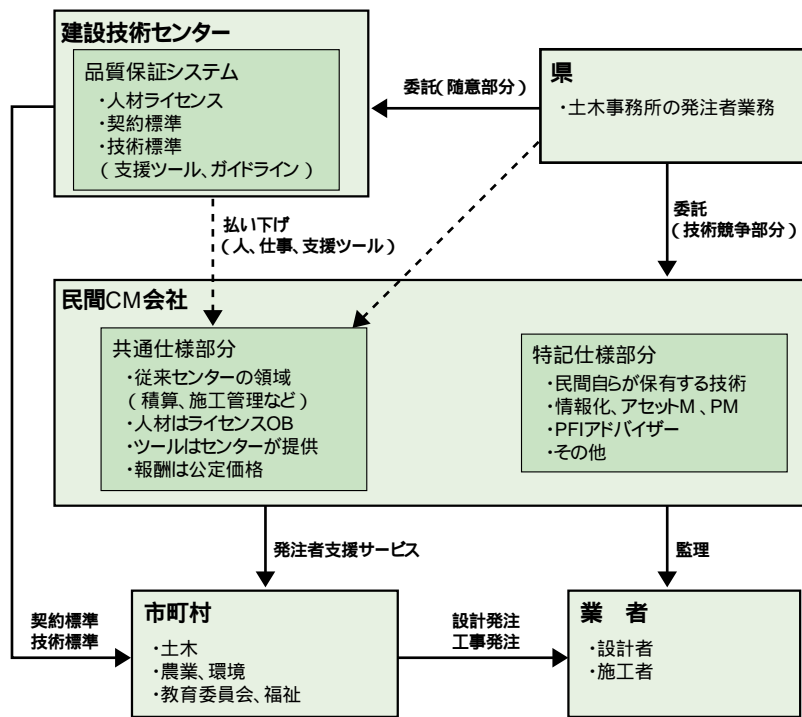 建設技術センター
品質保証システム
・人材ライセンス
・契約標準
・技術標準
（支援ツール、ガイドライン）
委託（随意部分）
県
・土木事務所の発注者業務
払い下げ
（人、仕事、支援ツール）
委託
（技術競争部分）
民間CM会社
共通仕様部分
・従来センターの領域
（積算、施工管理など）
・人材はライセンスOB
・ツールはセンターが提供
・報酬は公定価格
特記仕様部分
・民間自らが保有する技術
・情報化、アセットM、PM
・PFIアドバイザー
・その他
発注者支援サービス
監理
契約標準
技術標準
市町村
・土木
・農業、環境
・教育委員会、福祉
設計発注
工事発注
業　者
・設計者
・施工者